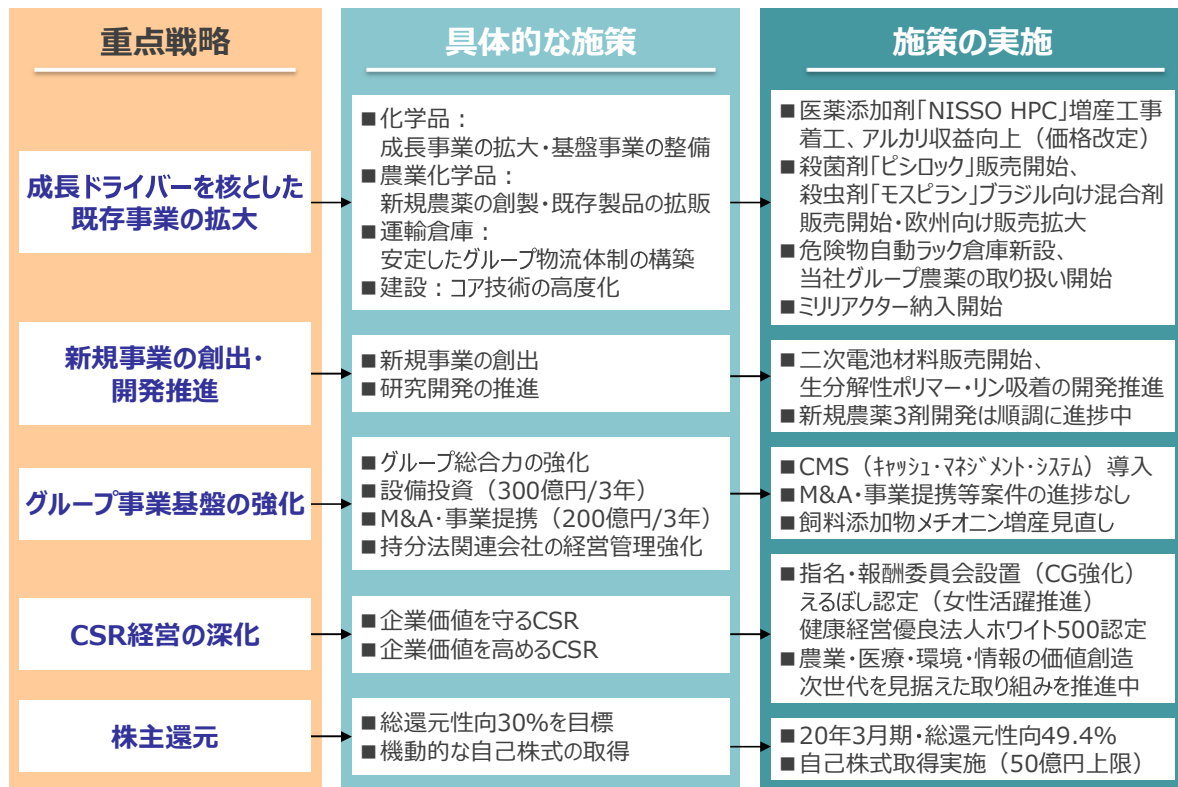 重点戦略
具体的な施策
施策の実施
成長ドライバーを核とした
既存事業の拡大
■化学品：
成長事業の拡大・基盤事業の整備
■農業化学品：
新規農薬の創製・既存製品の拡販
■運輸倉庫：
安定したグループ物流体制の構築
■建設：コア技術の高度化
■医薬添加剤「NISSO HPC」増産工事
着工、アルカリ収益向上（価格改定）
■殺菌剤「ピシロック」販売開始、
殺虫剤「モスピラン」ブラジル向け混合剤
販売開始・欧州向け販売拡大
■危険物自動ラック倉庫新設、
当社グループ農薬の取り扱い開始
■ミリリアクター納入開始
新規事業の創出・
開発推進
■新規事業の創出
■研究開発の推進
■二次電池材料販売開始、
生分解性ポリマー・リン吸着の開発推進
■新規農薬3剤開発は順調に進捗中
グループ事業基盤の強化
■グループ総合力の強化
■設備投資（300億円/3年）
■M&A・事業提携（200億円/3年）
■持分法関連会社の経営管理強化
■CMS（ｷｬｯｼｭ・ﾏﾈｼﾞﾒﾝﾄ・ｼｽﾃﾑ）導入
■M&A・事業提携等案件の進捗なし
■飼料添加物メチオニン増産見直し
CSR経営の深化
■企業価値を守るCSR
■企業価値を高めるCSR
■指名・報酬委員会設置（CG強化）
えるぼし認定（女性活躍推進）
健康経営優良法人ホワイト500認定
■農業・医療・環境・情報の価値創造
次世代を見据えた取り組みを推進中
株主還元
■総還元性向30%を目標
■機動的な自己株式の取得
■20年3月期・総還元性向49.4%
■自己株式取得実施（50億円上限）